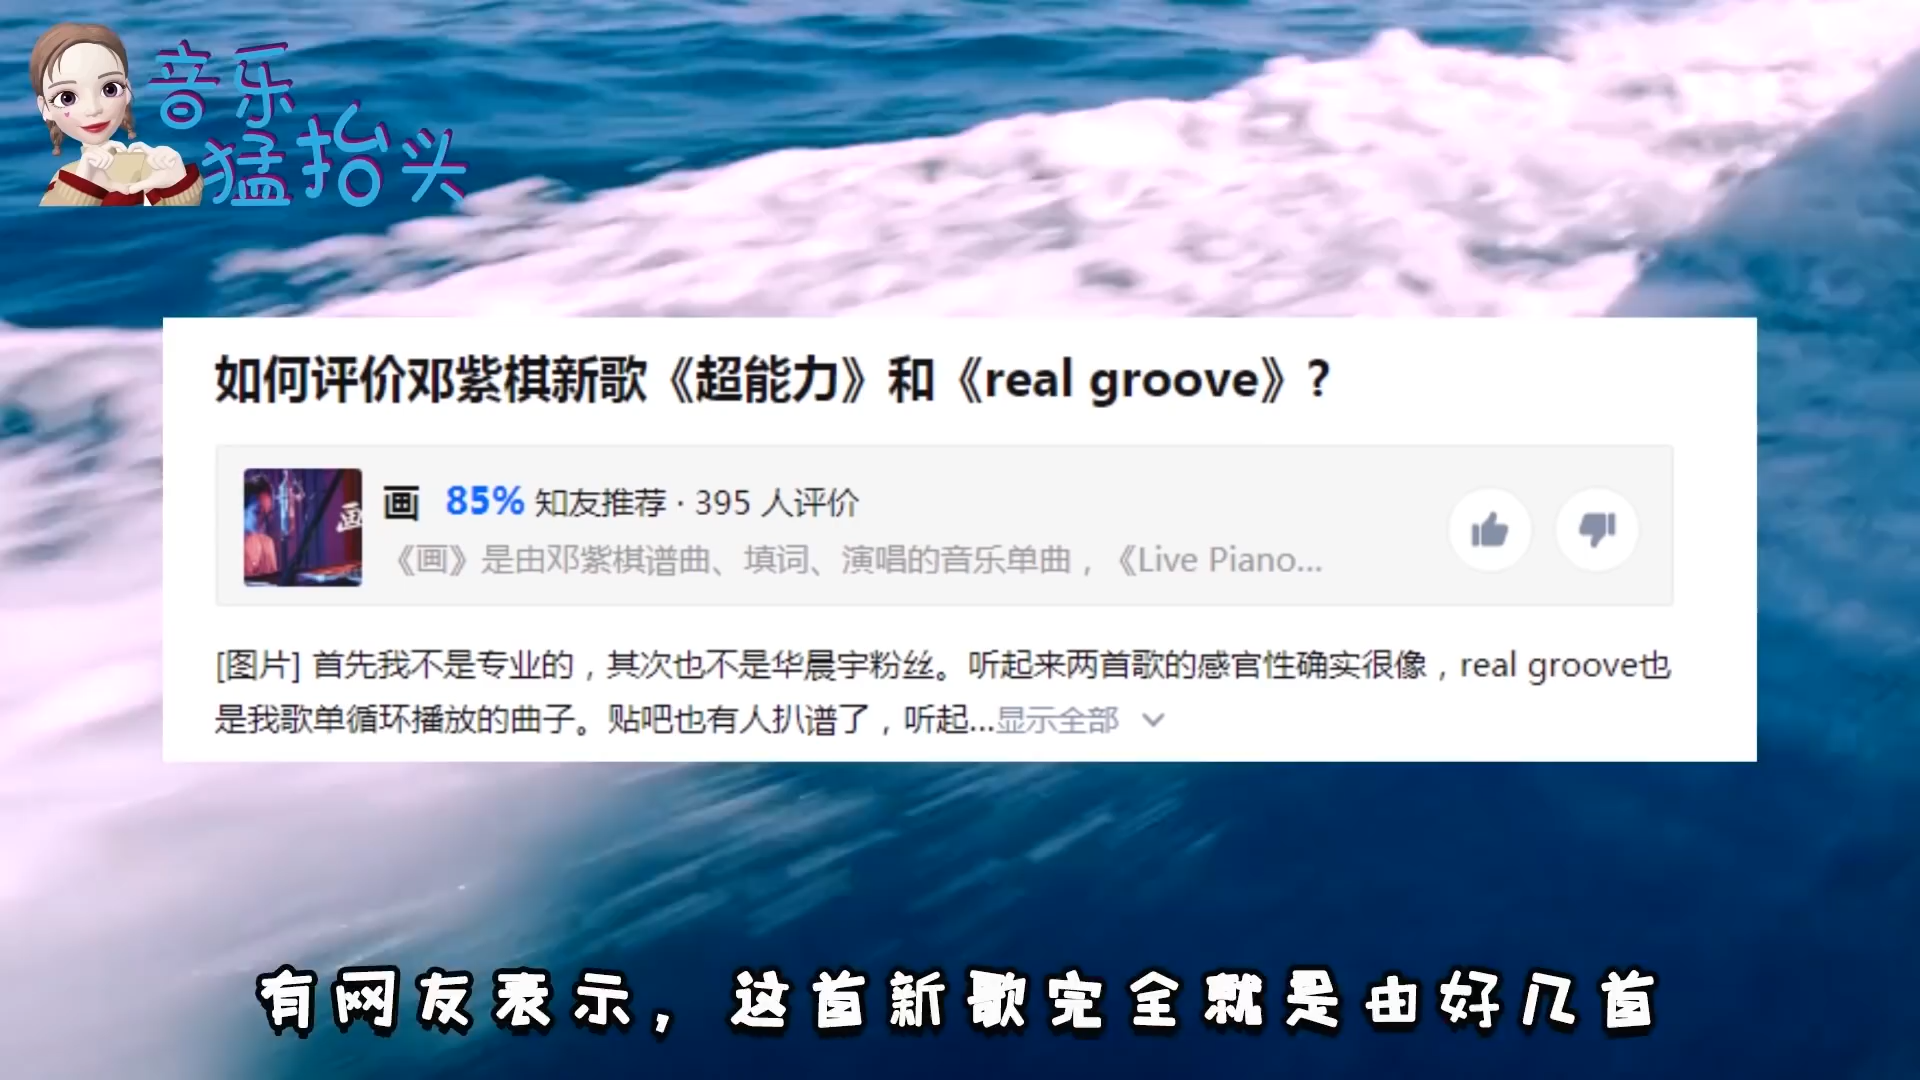 音乐
猛抬头
如何评价邓紫棋新歌《超能力》和《real groove》?
画 85% 知友推荐 · 395 人评价
《画》是由邓紫棋谱曲、填词、演唱的音乐单曲，《Live Piano...
[图片] 首先我不是专业的，其次也不是华晨宇粉丝。听起来两首歌的感官性确实很像，real groove也
是我歌单循环播放的曲子。贴吧也有人扒谱了，听起...显示全部
有网友表示，这首新歌完全就是由好几首